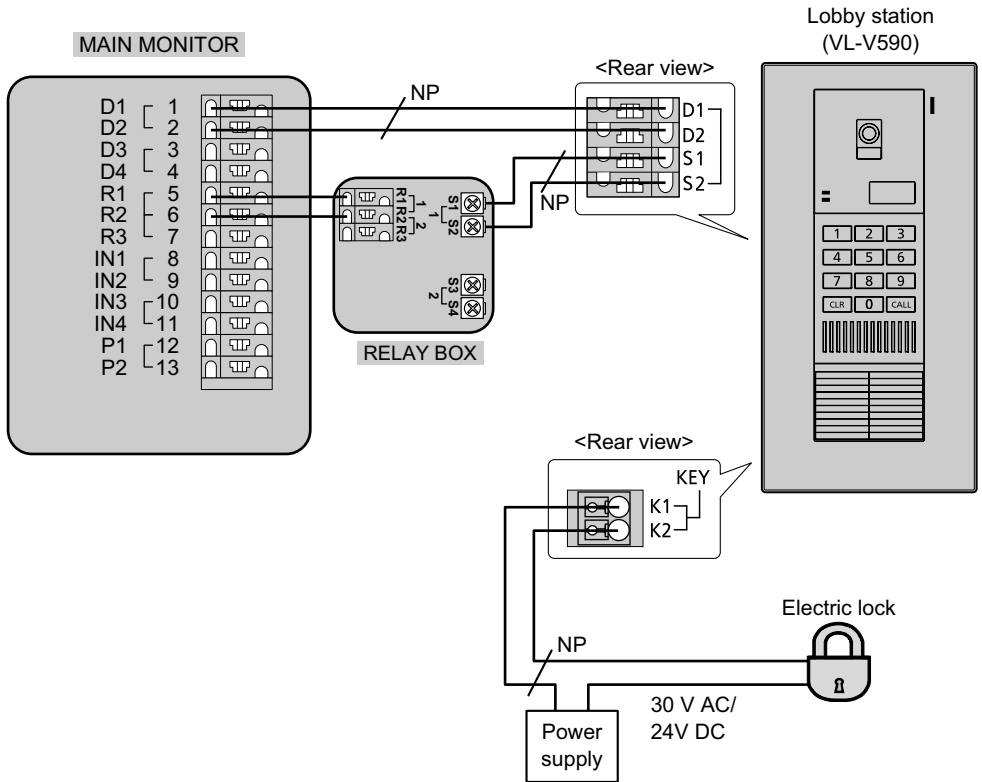 Lobby station
(VL-V590)
MAIN MONITOR
<Rear view>
NP
D1 1
D2 2
D3 3
D4 4
R1 5
R2 6
R3 7
IN1 8
IN2 9
IN3 10
IN4 11
P1 12
P2 13
D1
D2
S1
S2
NP
R1 R2 R3
1 2
1
S1 S2
2
S3 S4
RELAY BOX
1 2 3
4 5 6
7 8 9
CLR 0 CALL
<Rear view>
KEY
K1
K2
Electric lock
NP
30 V AC/
24V DC
Power
supply